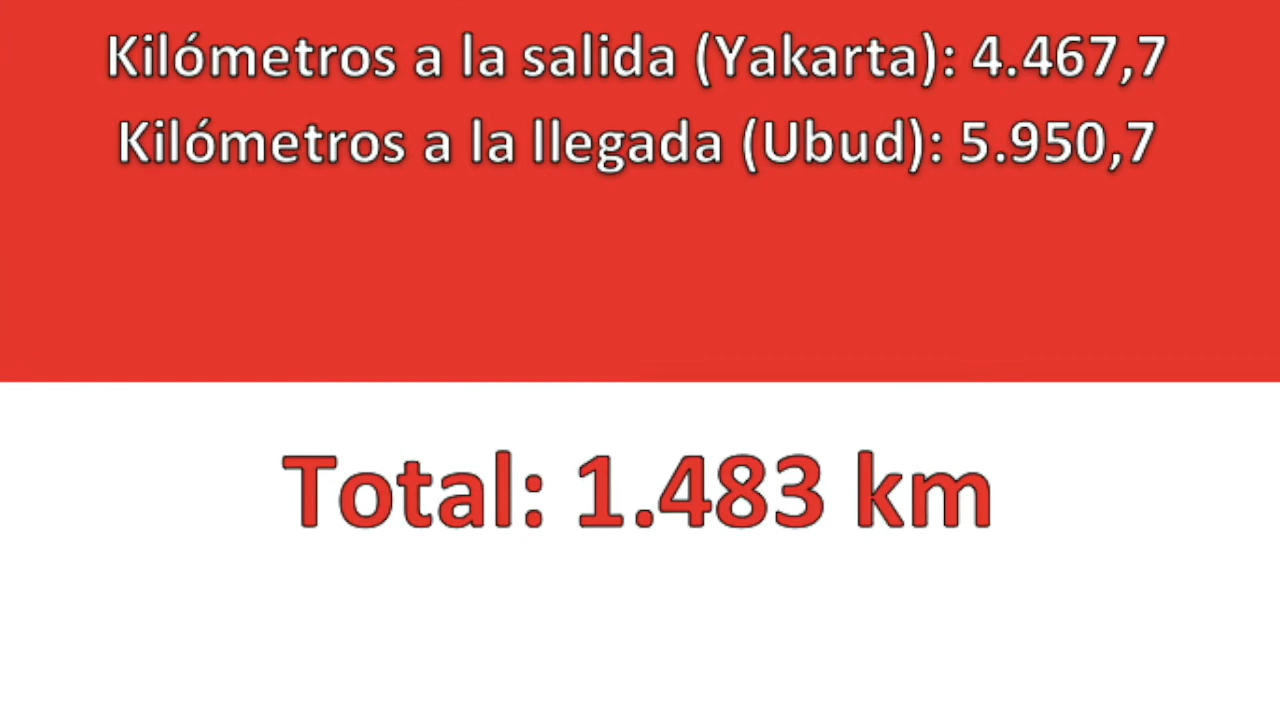 Kilómetros a la salida (Yakarta): 4.467,7
Kilómetros a la llegada (Ubud): 5.950,7
Total: 1.483 km